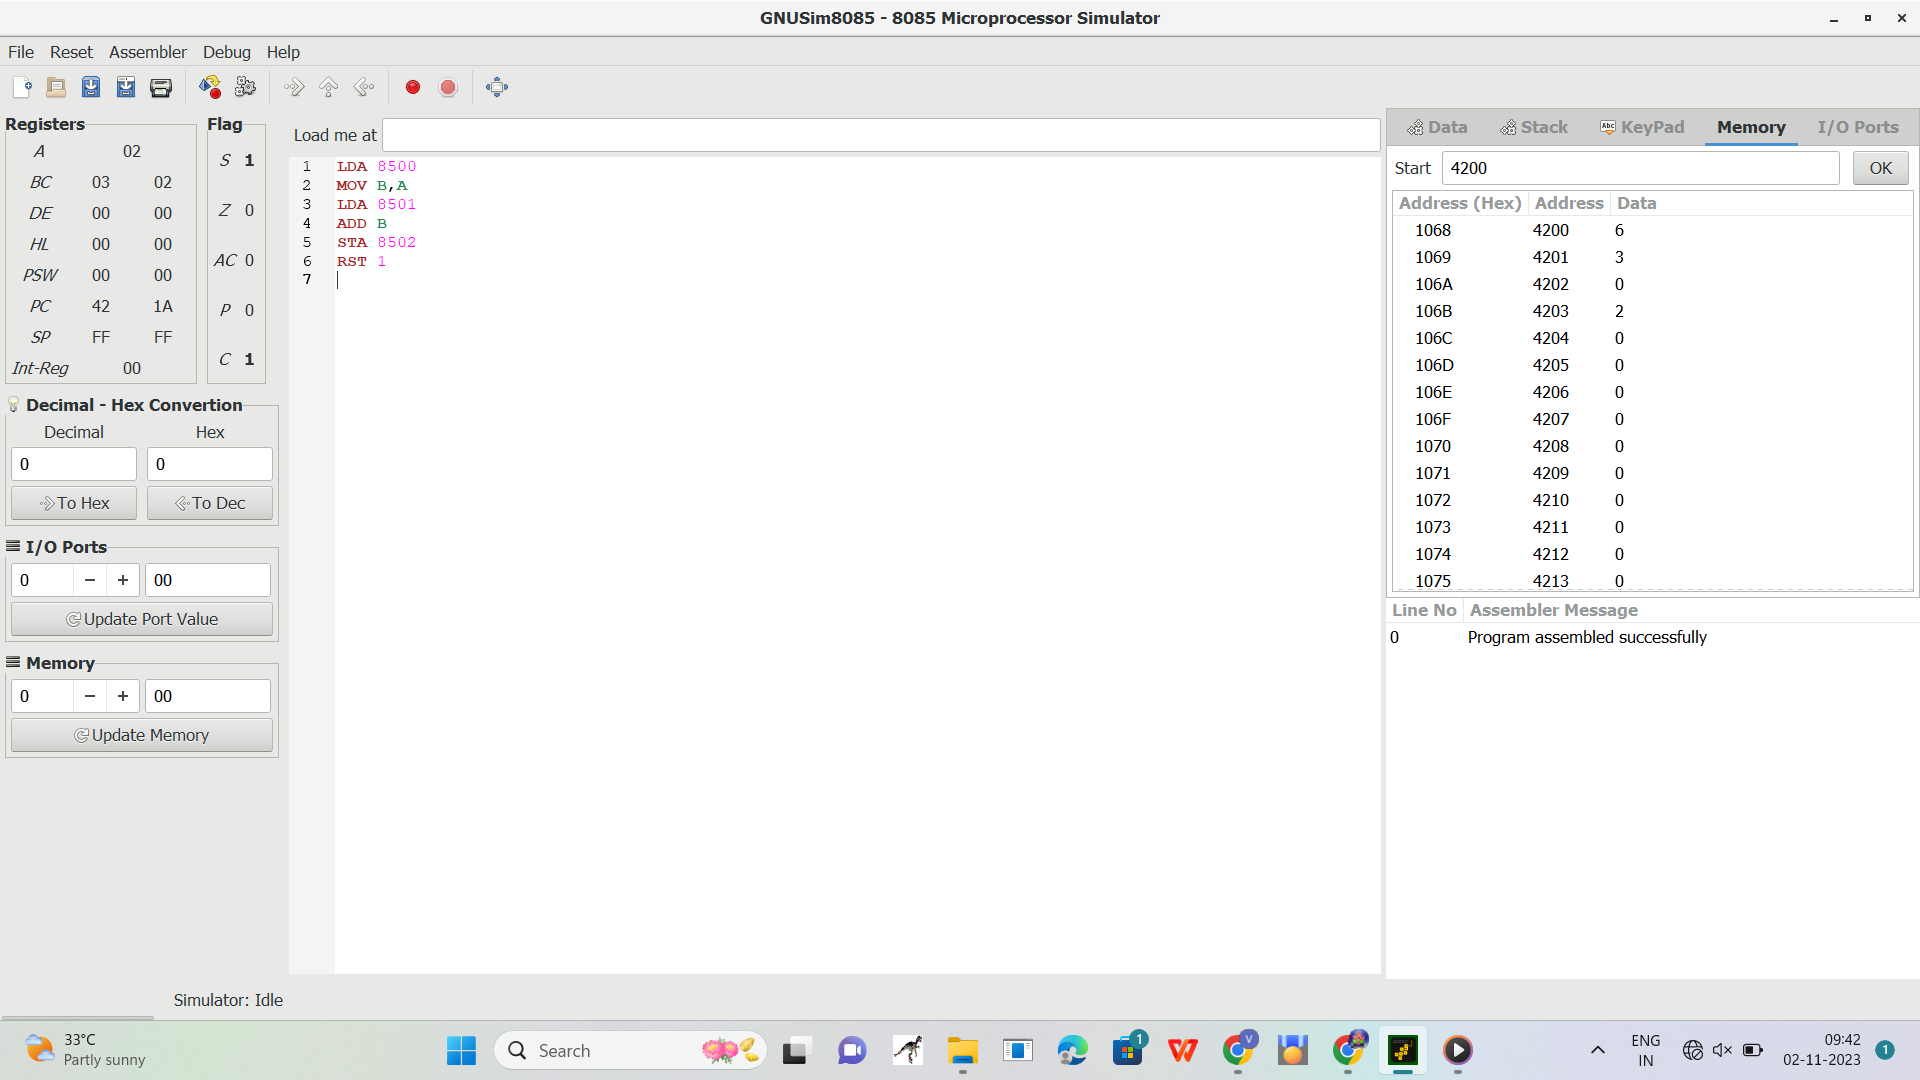 GNUSim8085 - 8085 Microprocessor Simulator
File Reset Assembler Debug Help
Registers
A 02
BC 03 02
DE 00 00
HL 00 00
PSW 00 00
PC 42 1A
SP FF FF
Int-Reg 00
Flag
S 1
Z 0
AC 0
P 0
C 1
Decimal - Hex Convertion
Decimal Hex
0 0
To Hex To Dec
I/O Ports
0 − + 00
Update Port Value
Memory
0 − + 00
Update Memory
Load me at
1 LDA 8500
2 MOV B,A
3 LDA 8501
4 ADD B
5 STA 8502
6 RST 1
7
Data Stack Abc KeyPad Memory I/O Ports
Start 4200 OK
Address (Hex) Address Data
1068 4200 6
1069 4201 3
106A 4202 0
106B 4203 2
106C 4204 0
106D 4205 0
106E 4206 0
106F 4207 0
1070 4208 0
1071 4209 0
1072 4210 0
1073 4211 0
1074 4212 0
1075 4213 0
Line No Assembler Message
0 Program assembled successfully
Simulator: Idle
33°C
Partly sunny
Search
1
V
ENG
IN
09:42
02-11-2023
1